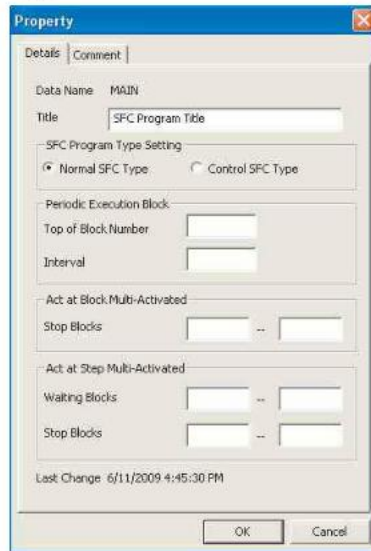 Property
Details Comment
Data Name MAIN
Title SFC Program Title
SFC Program Type Setting
Normal SFC Type Control SFC Type
Periodic Execution Block
Top of Block Number
Interval
Act at Block Multi-Activated
Stop Blocks --
Act at Step Multi-Activated
Waiting Blocks --
Stop Blocks --
Last Change 6/11/2009 4:45:30 PM
OK Cancel